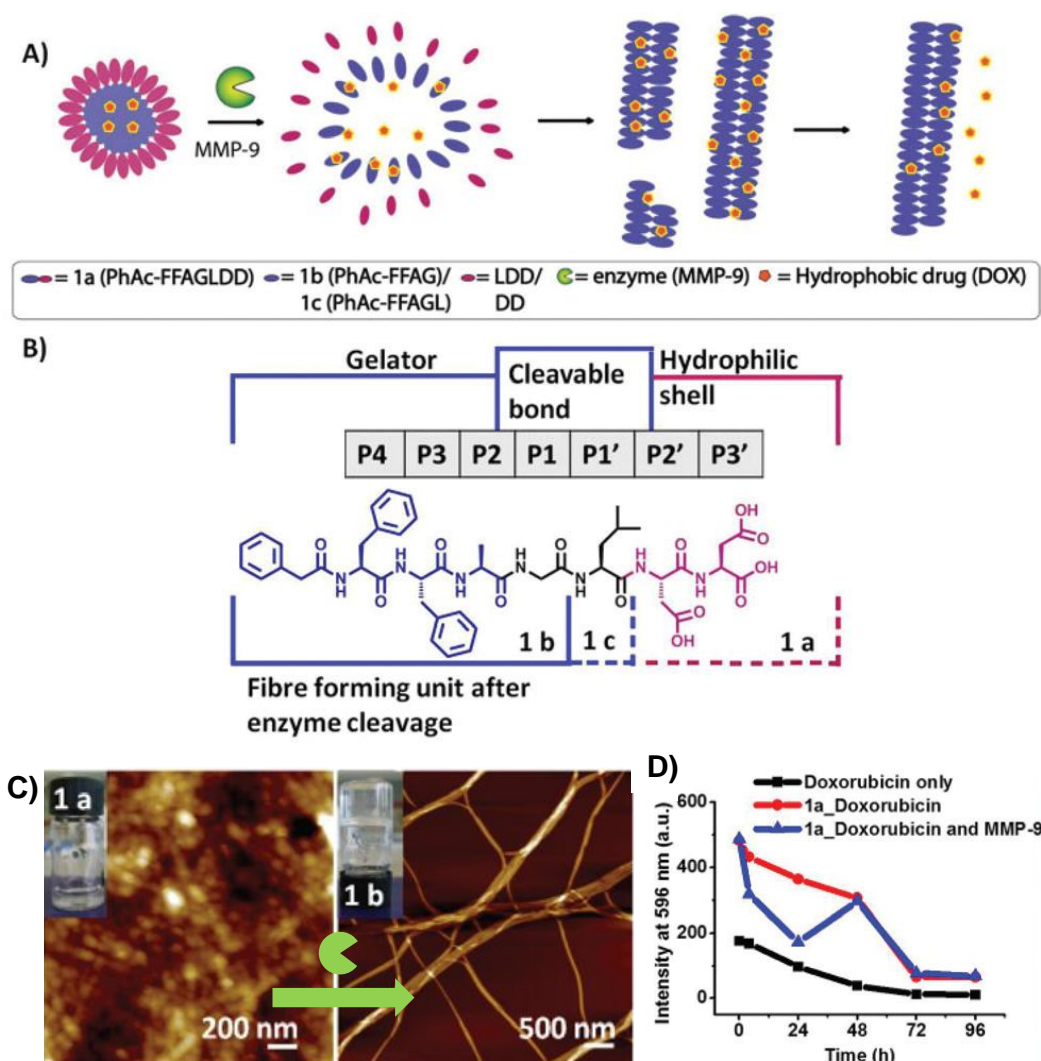 A)
MMP-9
= 1a (PhAc-FFAGLDD) = 1b (PhAc-FFAG)/ = LDD/ = enzyme (MMP-9) = Hydrophobic drug (DOX)
1c (PhAc-FFAGL) DD
B)
Gelator
Cleavable
bond
Hydrophilic
shell
P4 P3 P2 P1 P1’ P2’ P3’
O
H
N
O
N
H
O
H
N
O
N
H
O
H
N
O
N
H
O
OH
O
OH
O
OH
O
1 b
1 c
1 a
Fibre forming unit after
enzyme cleavage
C)
1 a
200 nm
1 b
500 nm
D)
Doxorubicin only
1a_Doxorubicin
1a_Doxorubicin and MMP-9
Intensity at 596 nm (a.u.)
600
400
200
0
0 24 48 72 96
Time (h)